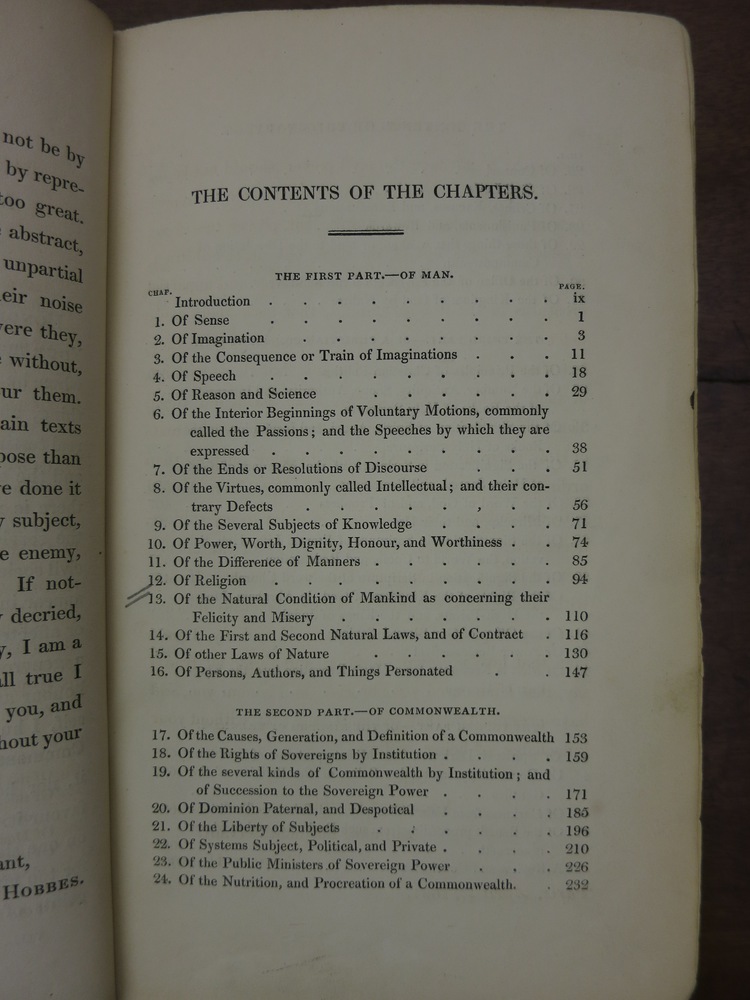 not be by
by repre-
too great.
abstract,
unpartial
eir noise
were they,
without,
ur them.
ain texts
pose than
e done it
subject,
e enemy,
If not-
decried,
I am a
all true I
you, and
hout your
ant,
HOBBES.
THE CONTENTS OF THE CHAPTERS.
THE FIRST PART.—OF MAN.
CHAP. PAGE.
Introduction . . . . . . . . . ix
1. Of Sense . . . . . . . . 1
2. Of Imagination . . . . . . . 3
3. Of the Consequence or Train of Imaginations . . . 11
4. Of Speech . . . . . . . . . 18
5. Of Reason and Science . . . . . . 29
6. Of the Interior Beginnings of Voluntary Motions, commonly
called the Passions; and the Speeches by which they are
expressed . . . . . . . . . 38
7. Of the Ends or Resolutions of Discourse . . . 51
8. Of the Virtues, commonly called Intellectual; and their con-
trary Defects . . . . . , . . 56
9. Of the Several Subjects of Knowledge . . . . 71
10. Of Power, Worth, Dignity, Honour, and Worthiness . . 74
11. Of the Difference of Manners . . . . . . 85
12. Of Religion . . . . . . . . . 94
13. Of the Natural Condition of Mankind as concerning their
Felicity and Misery . . . . . . . 110
14. Of the First and Second Natural Laws, and of Contract . 116
15. Of other Laws of Nature . . . . . . 130
16. Of Persons, Authors, and Things Personated . . 147
THE SECOND PART.—OF COMMONWEALTH.
17. Of the Causes, Generation, and Definition of a Commonwealth 153
18. Of the Rights of Sovereigns by Institution . . . . 159
19. Of the several kinds of Commonwealth by Institution; and
of Succession to the Sovereign Power . . . . 171
20. Of Dominion Paternal, and Despotical . . . . 185
21. Of the Liberty of Subjects . . . . . . 196
22. Of Systems Subject, Political, and Private . . . . 210
23. Of the Public Ministers of Sovereign Power . . . 226
24. Of the Nutrition, and Procreation of a Commonwealth. . 232